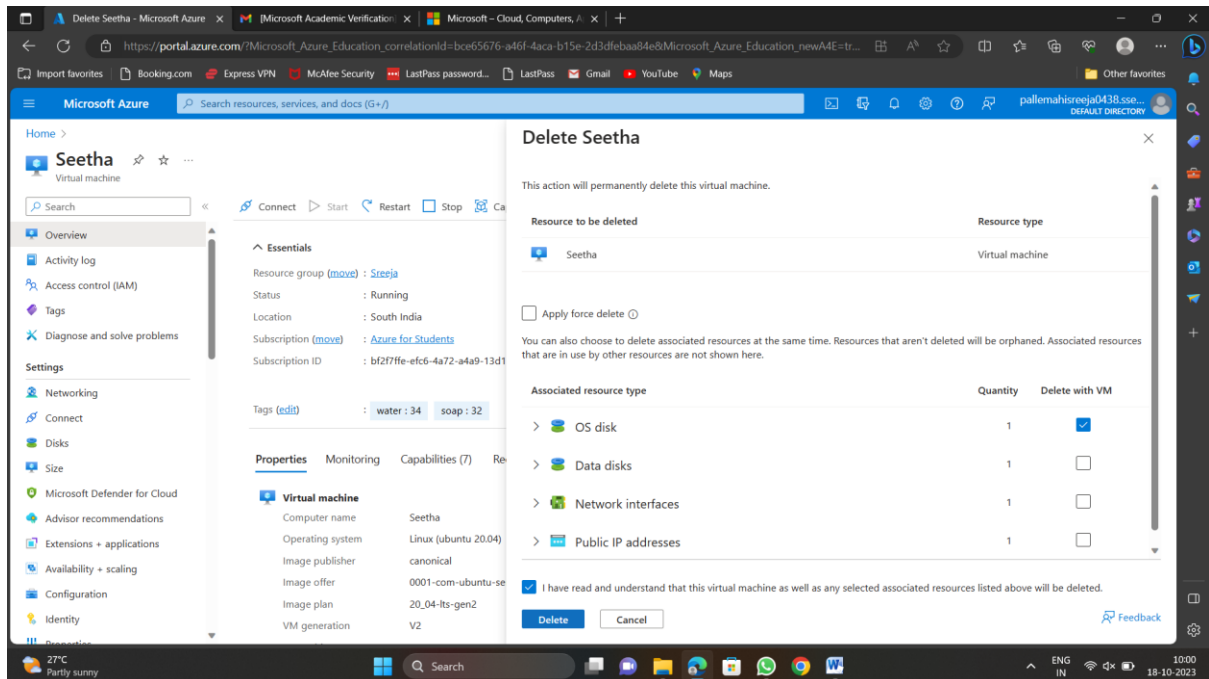 Delete Seetha - Microsoft Azure
[Microsoft Academic Verification]
Microsoft – Cloud, Computers, A
https://portal.azure.com/?Microsoft_Azure_Education_correlationId=bce65676-a46f-4aca-b15e-2d3dfebaa84e&Microsoft_Azure_Education_newA4E=tr...
Import favorites Booking.com Express VPN McAfee Security LastPass password... LastPass Gmail YouTube Maps Other favorites
Microsoft Azure Search resources, services, and docs (G+/) pallemahisreeja0438.sse...
DEFAULT DIRECTORY
Home >
Seetha
Virtual machine
Search
Overview
Activity log
Access control (IAM)
Tags
Diagnose and solve problems
Settings
Networking
Connect
Disks
Size
Microsoft Defender for Cloud
Advisor recommendations
Extensions + applications
Availability + scaling
Configuration
Identity
Properties
Connect Start Restart Stop Ca
Essentials
Resource group (move) : Sreeja
Status : Running
Location : South India
Subscription (move) : Azure for Students
Subscription ID : bf2f7ffe-efc6-4a72-a4a9-13d1
Tags (edit) : water : 34 soap : 32
Properties Monitoring Capabilities (7) Re
Virtual machine
Computer name Seetha
Operating system Linux (ubuntu 20.04)
Image publisher canonical
Image offer 0001-com-ubuntu-se
Image plan 20_04-lts-gen2
VM generation V2
Delete Seetha
This action will permanently delete this virtual machine.
Resource to be deleted Resource type
Seetha Virtual machine
Apply force delete
You can also choose to delete associated resources at the same time. Resources that aren't deleted will be orphaned. Associated resources
that are in use by other resources are not shown here.
Associated resource type Quantity Delete with VM
OS disk 1
Data disks 1
Network interfaces 1
Public IP addresses 1
I have read and understand that this virtual machine as well as any selected associated resources listed above will be deleted.
Delete Cancel Feedback
27°C
Partly sunny
Search
ENG
IN
10:00
18-10-2023